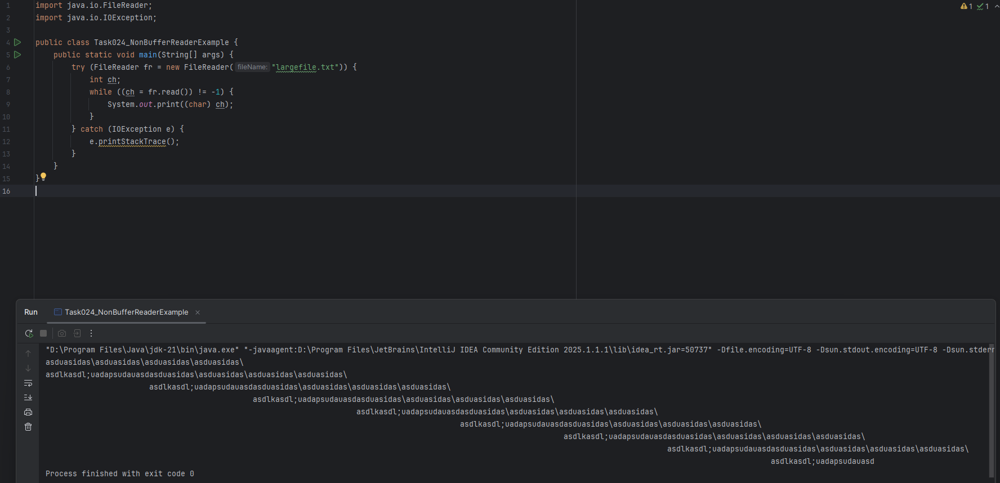 1 import java.io.FileReader;
2 import java.io.IOException;
3
4 public class Task024_NonBufferReaderExample {
5     public static void main(String[] args) {
6         try (FileReader fr = new FileReader( fileName: "largefile.txt")) {
7             int ch;
8             while ((ch = fr.read()) != -1) {
9                 System.out.print((char) ch);
10             }
11         } catch (IOException e) {
12             e.printStackTrace();
13         }
14     }
15 }
16
1 1
Run Task024_NonBufferReaderExample
"D:\Program Files\Java\jdk-21\bin\java.exe" "-javaagent:D:\Program Files\JetBrains\IntelliJ IDEA Community Edition 2025.1.1.1\lib\idea_rt.jar=50737" -Dfile.encoding=UTF-8 -Dsun.stdout.encoding=UTF-8 -Dsun.stderr
asduasidas\asduasidas\asduasidas\asduasidas\
asdlkasdl;uadapsudauasdasduasidas\asduasidas\asduasidas\asduasidas\
                       asdlkasdl;uadapsudauasdasduasidas\asduasidas\asduasidas\asduasidas\
                                              asdlkasdl;uadapsudauasdasduasidas\asduasidas\asduasidas\asduasidas\
                                                                     asdlkasdl;uadapsudauasdasduasidas\asduasidas\asduasidas\asduasidas\
                                                                                            asdlkasdl;uadapsudauasdasduasidas\asduasidas\asduasidas\asduasidas\
                                                                                                                   asdlkasdl;uadapsudauasdasduasidas\asduasidas\asduasidas\asduasidas\
                                                                                                                                          asdlkasdl;uadapsudauasdasduasidas\asduasidas\asduasidas\asduasidas\
                                                                                                                                                                 asdlkasdl;uadapsudauasd
Process finished with exit code 0